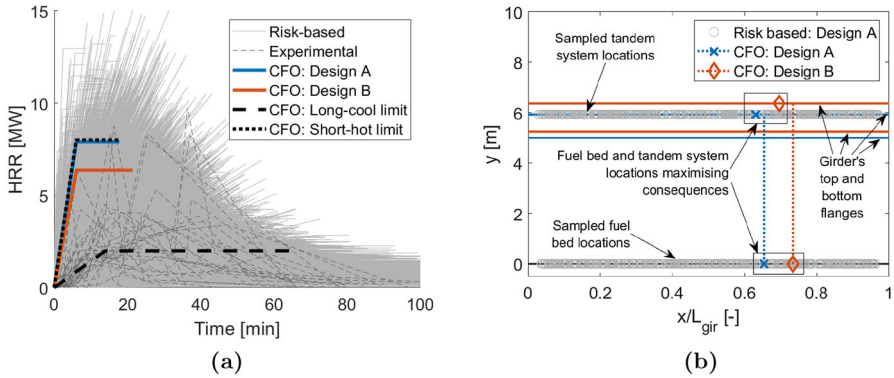 15
10
5
0
HRR [MW]
Risk-based
Experimental
CFO: Design A
CFO: Design B
CFO: Long-cool limit
CFO: Short-hot limit
0 20 40 60 80 100
Time [min]
(a)
10
8
6
4
2
0
y [m]
Sampled tandem
system locations
Risk based: Design A
CFO: Design A
CFO: Design B
Fuel bed and tandem system
locations maximising
consequences
Girder's
top and
bottom
flanges
Sampled fuel
bed locations
0 0.2 0.4 0.6 0.8 1
x/L_gir [-]
(b)